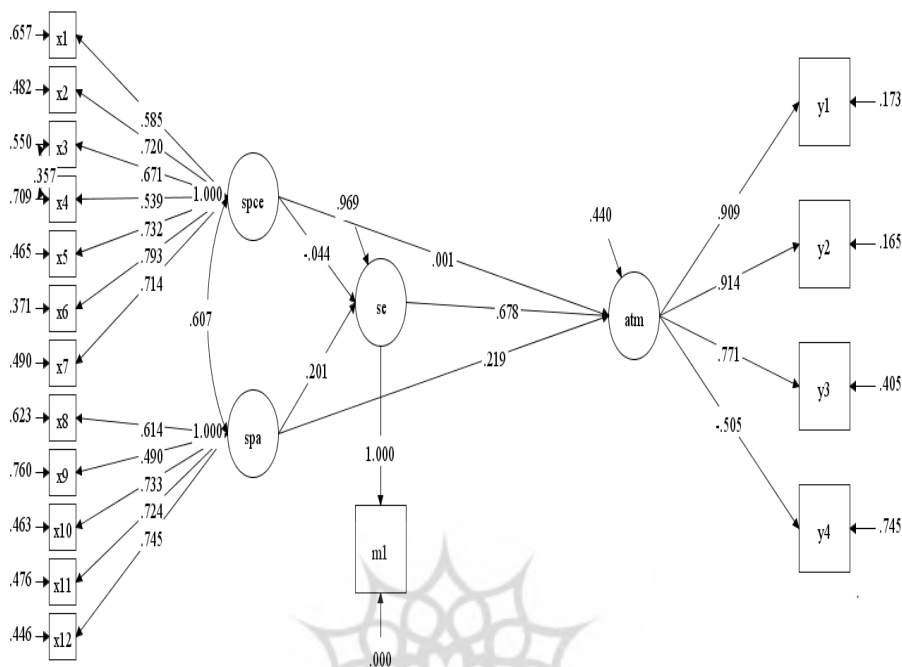 .657 x1
.482 x2
.550 x3
.357
.709 x4
.465 x5
.371 x6
.490 x7
.623 x8
.760 x9
.463 x10
.476 x11
.446 x12
.585
.720
.671
.539
.732
.793
.714
1.000
spce
.607
.614
.490
.733
.724
.745
1.000
spa
.969
-.044
.201
se
1.000
m1
.000
.001
.678
.219
.440
atm
.909
.914
.771
-.505
y1 .173
y2 .165
y3 .405
y4 .745